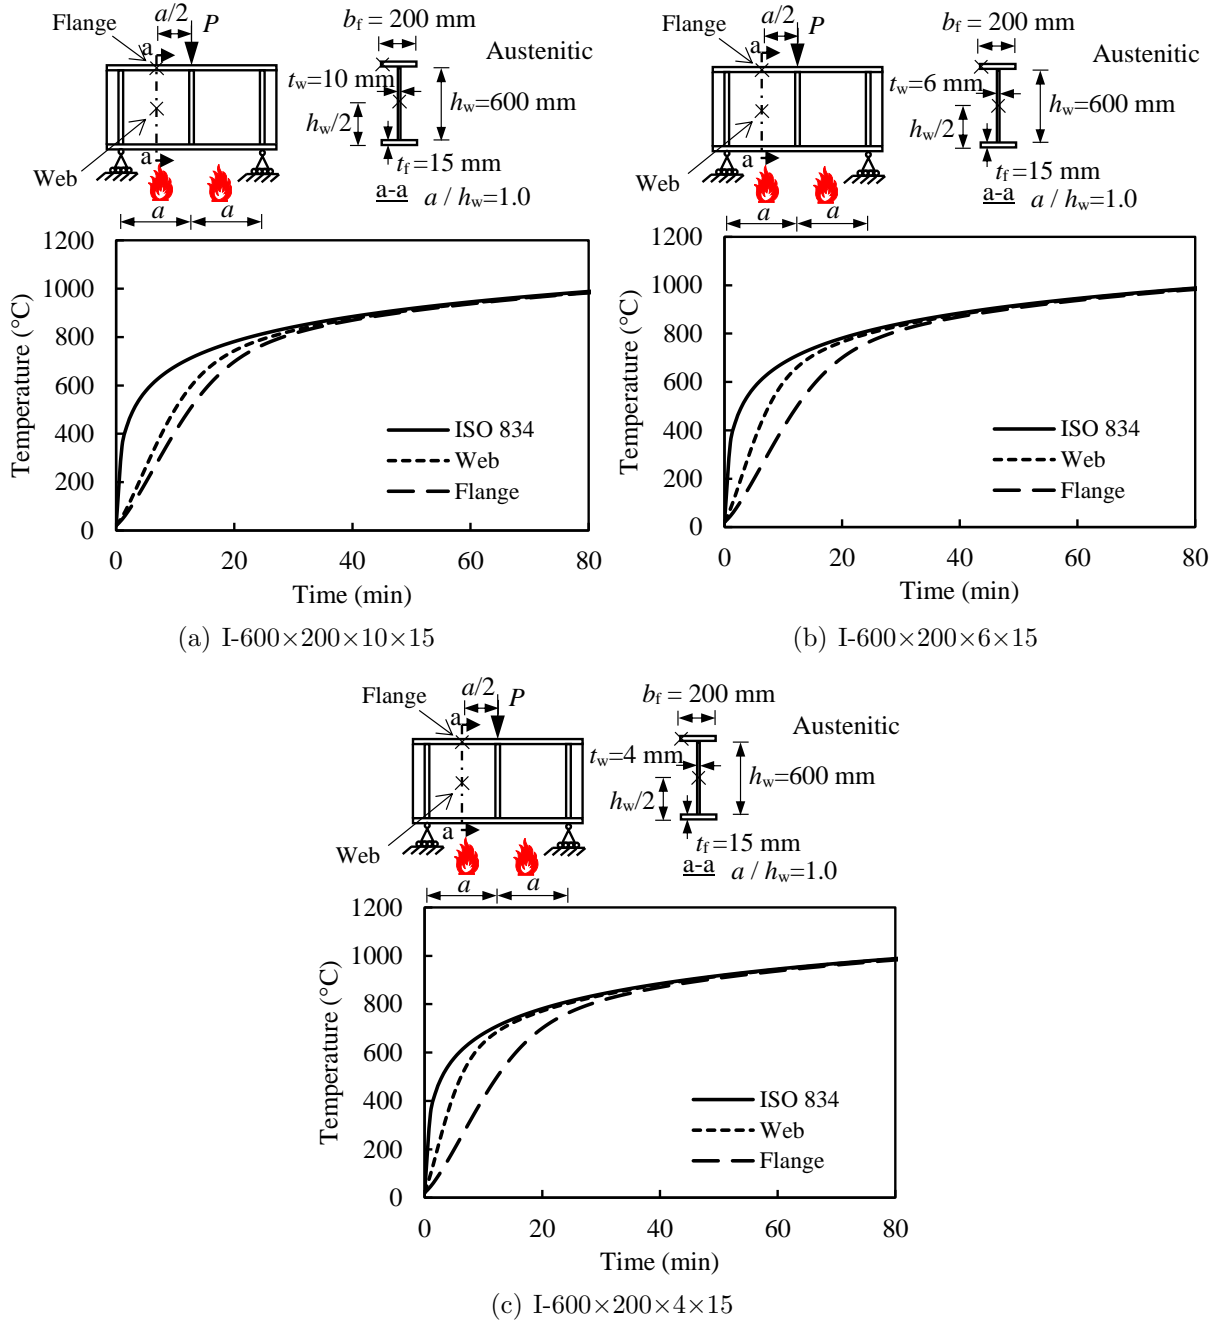 a/2
Flange
P
a
b_f = 200 mm
Austenitic
t_w=10 mm
h_w/2
h_w=600 mm
Web
a
t_f=15 mm
a-a a / h_w=1.0
a a
1200
1000
800
600
400
200
0
Temperature (°C)
ISO 834
Web
Flange
0 20 40 60 80
Time (min)
(a) I-600×200×10×15
a/2
Flange
P
a
b_f = 200 mm
Austenitic
t_w=6 mm
h_w/2
h_w=600 mm
Web
a
t_f=15 mm
a-a a / h_w=1.0
a a
1200
1000
800
600
400
200
0
Temperature (°C)
ISO 834
Web
Flange
0 20 40 60 80
Time (min)
(b) I-600×200×6×15
a/2
Flange
P
a
b_f = 200 mm
Austenitic
t_w=4 mm
h_w/2
h_w=600 mm
Web
a
t_f=15 mm
a-a a / h_w=1.0
a a
1200
1000
800
600
400
200
0
Temperature (°C)
ISO 834
Web
Flange
0 20 40 60 80
Time (min)
(c) I-600×200×4×15